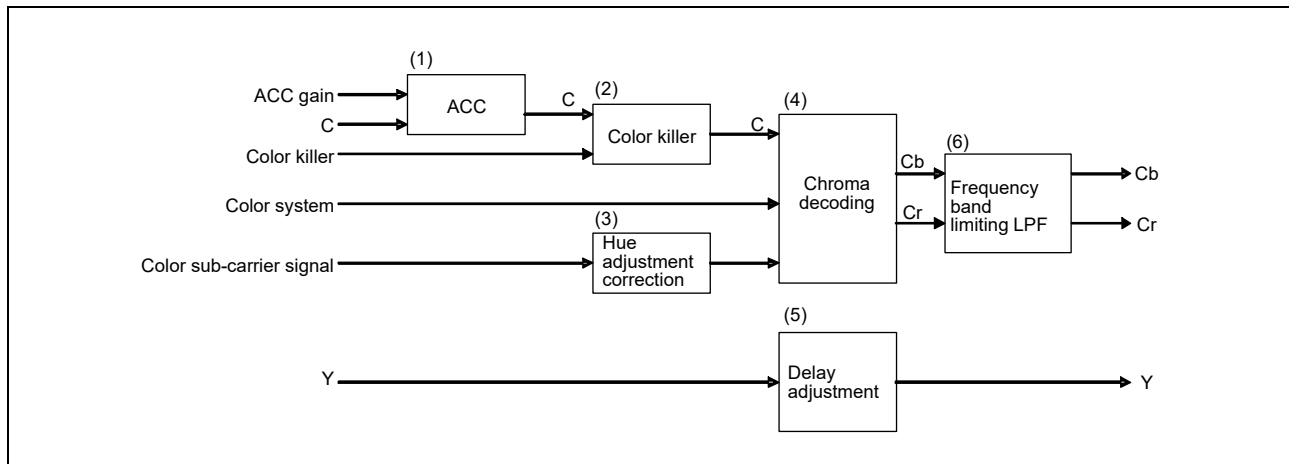 (1)
ACC gain
ACC
C
C
(2)
Color killer
Color killer
C
(4)
Chroma
decoding
Cb
Cr
(6)
Frequency
band
limiting LPF
Cb
Cr
Color system
(3)
Hue
adjustment
correction
Color sub-carrier signal
(5)
Y
Delay
adjustment
Y